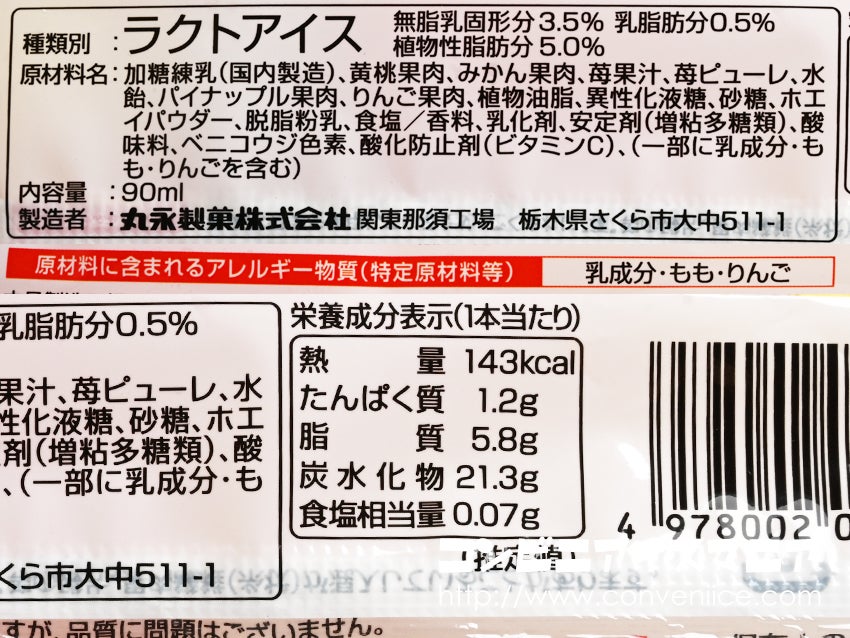 種類別 : ラクトアイス 無脂乳固形分3.5% 乳脂肪分0.5%
植物性脂肪分5.0%
原材料名:加糖練乳(国内製造)、黄桃果肉、みかん果肉、苺果汁、苺ピューレ、水
飴、パイナップル果肉、りんご果肉、植物油脂、異性化液糖、砂糖、ホエ
イパウダー、脱脂粉乳、食塩/香料、乳化剤、安定剤(増粘多糖類)、酸
味料、ベニコウジ色素、酸化防止剤(ビタミンC)、(一部に乳成分・も
も・りんごを含む)
内容量 :90ml
製造者 :丸永製菓株式会社関東那須工場 栃木県さくら市大中511-1
原材料に含まれるアレルギー物質(特定原材料等) 乳成分・もも・りんご
乳脂肪分0.5%
果汁、苺ピューレ、水
性化液糖、砂糖、ホエ
剤(増粘多糖類)、酸
、(一部に乳成分・も
くら市大中511-1
栄養成分表示(1本当たり)
熱量 143kcal
たんぱく質 1.2g
脂質 5.8g
炭水化物 21.3g
食塩相当量 0.07g
(推定値)
4 978002 0
http://www.conveniice.com
すが、品質に問題はございません。